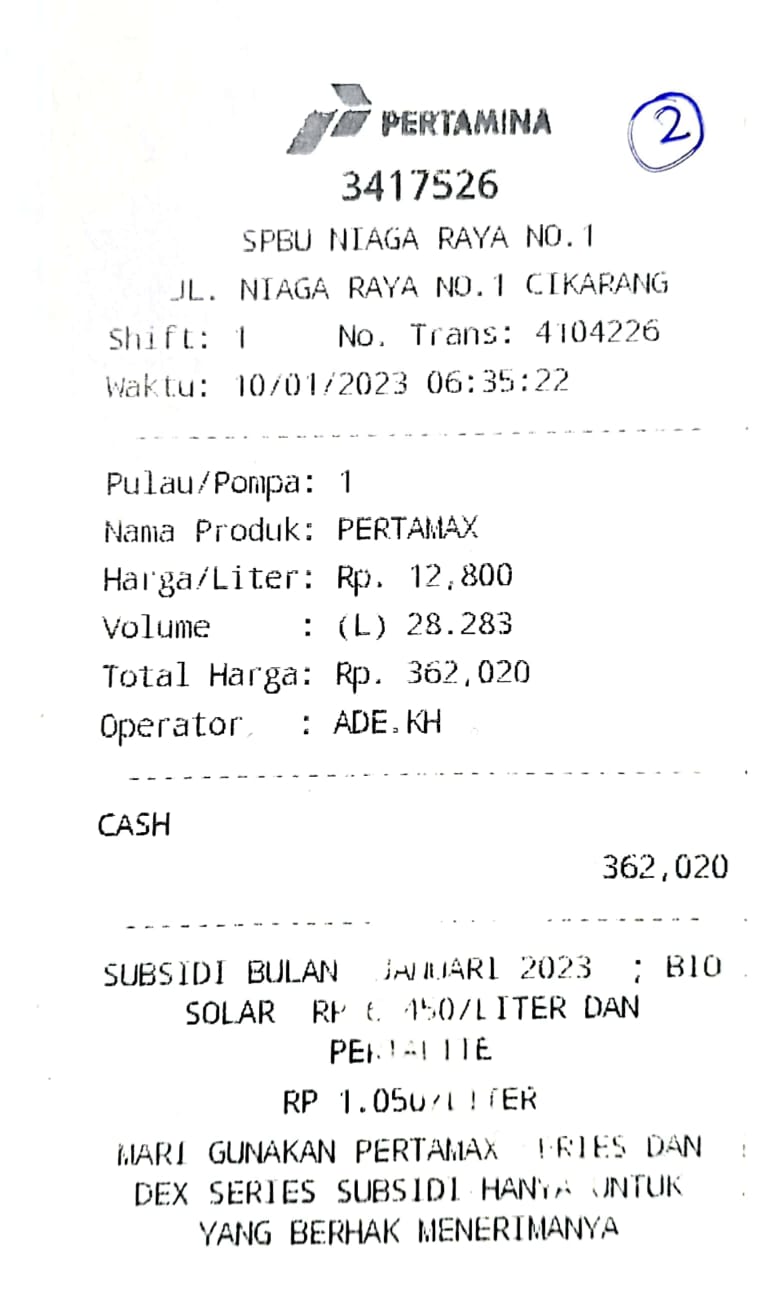 PERTAMINA
2
3417526
SPBU NIAGA RAYA NO.1
JL. NIAGA RAYA NO.1 CIKARANG
Shift: 1 No. Trans: 4104226
Waktu: 10/01/2023 06:35:22
Pulau/Pompa: 1
Nama Produk: PERTAMAX
Harga/Liter: Rp. 12,800
Volume : (L) 28.283
Total Harga: Rp. 362,020
Operator : ADE.KH
CASH
362,020
SUBSIDI BULAN JANUARI 2023 ; BIO
SOLAR RP 450/LITER DAN
RP 1.050/LITER
MARI GUNAKAN PERTAMAX DAN
DEX SERIES SUBSIDI HANYA UNTUK
YANG BERHAK MENERIMANYA